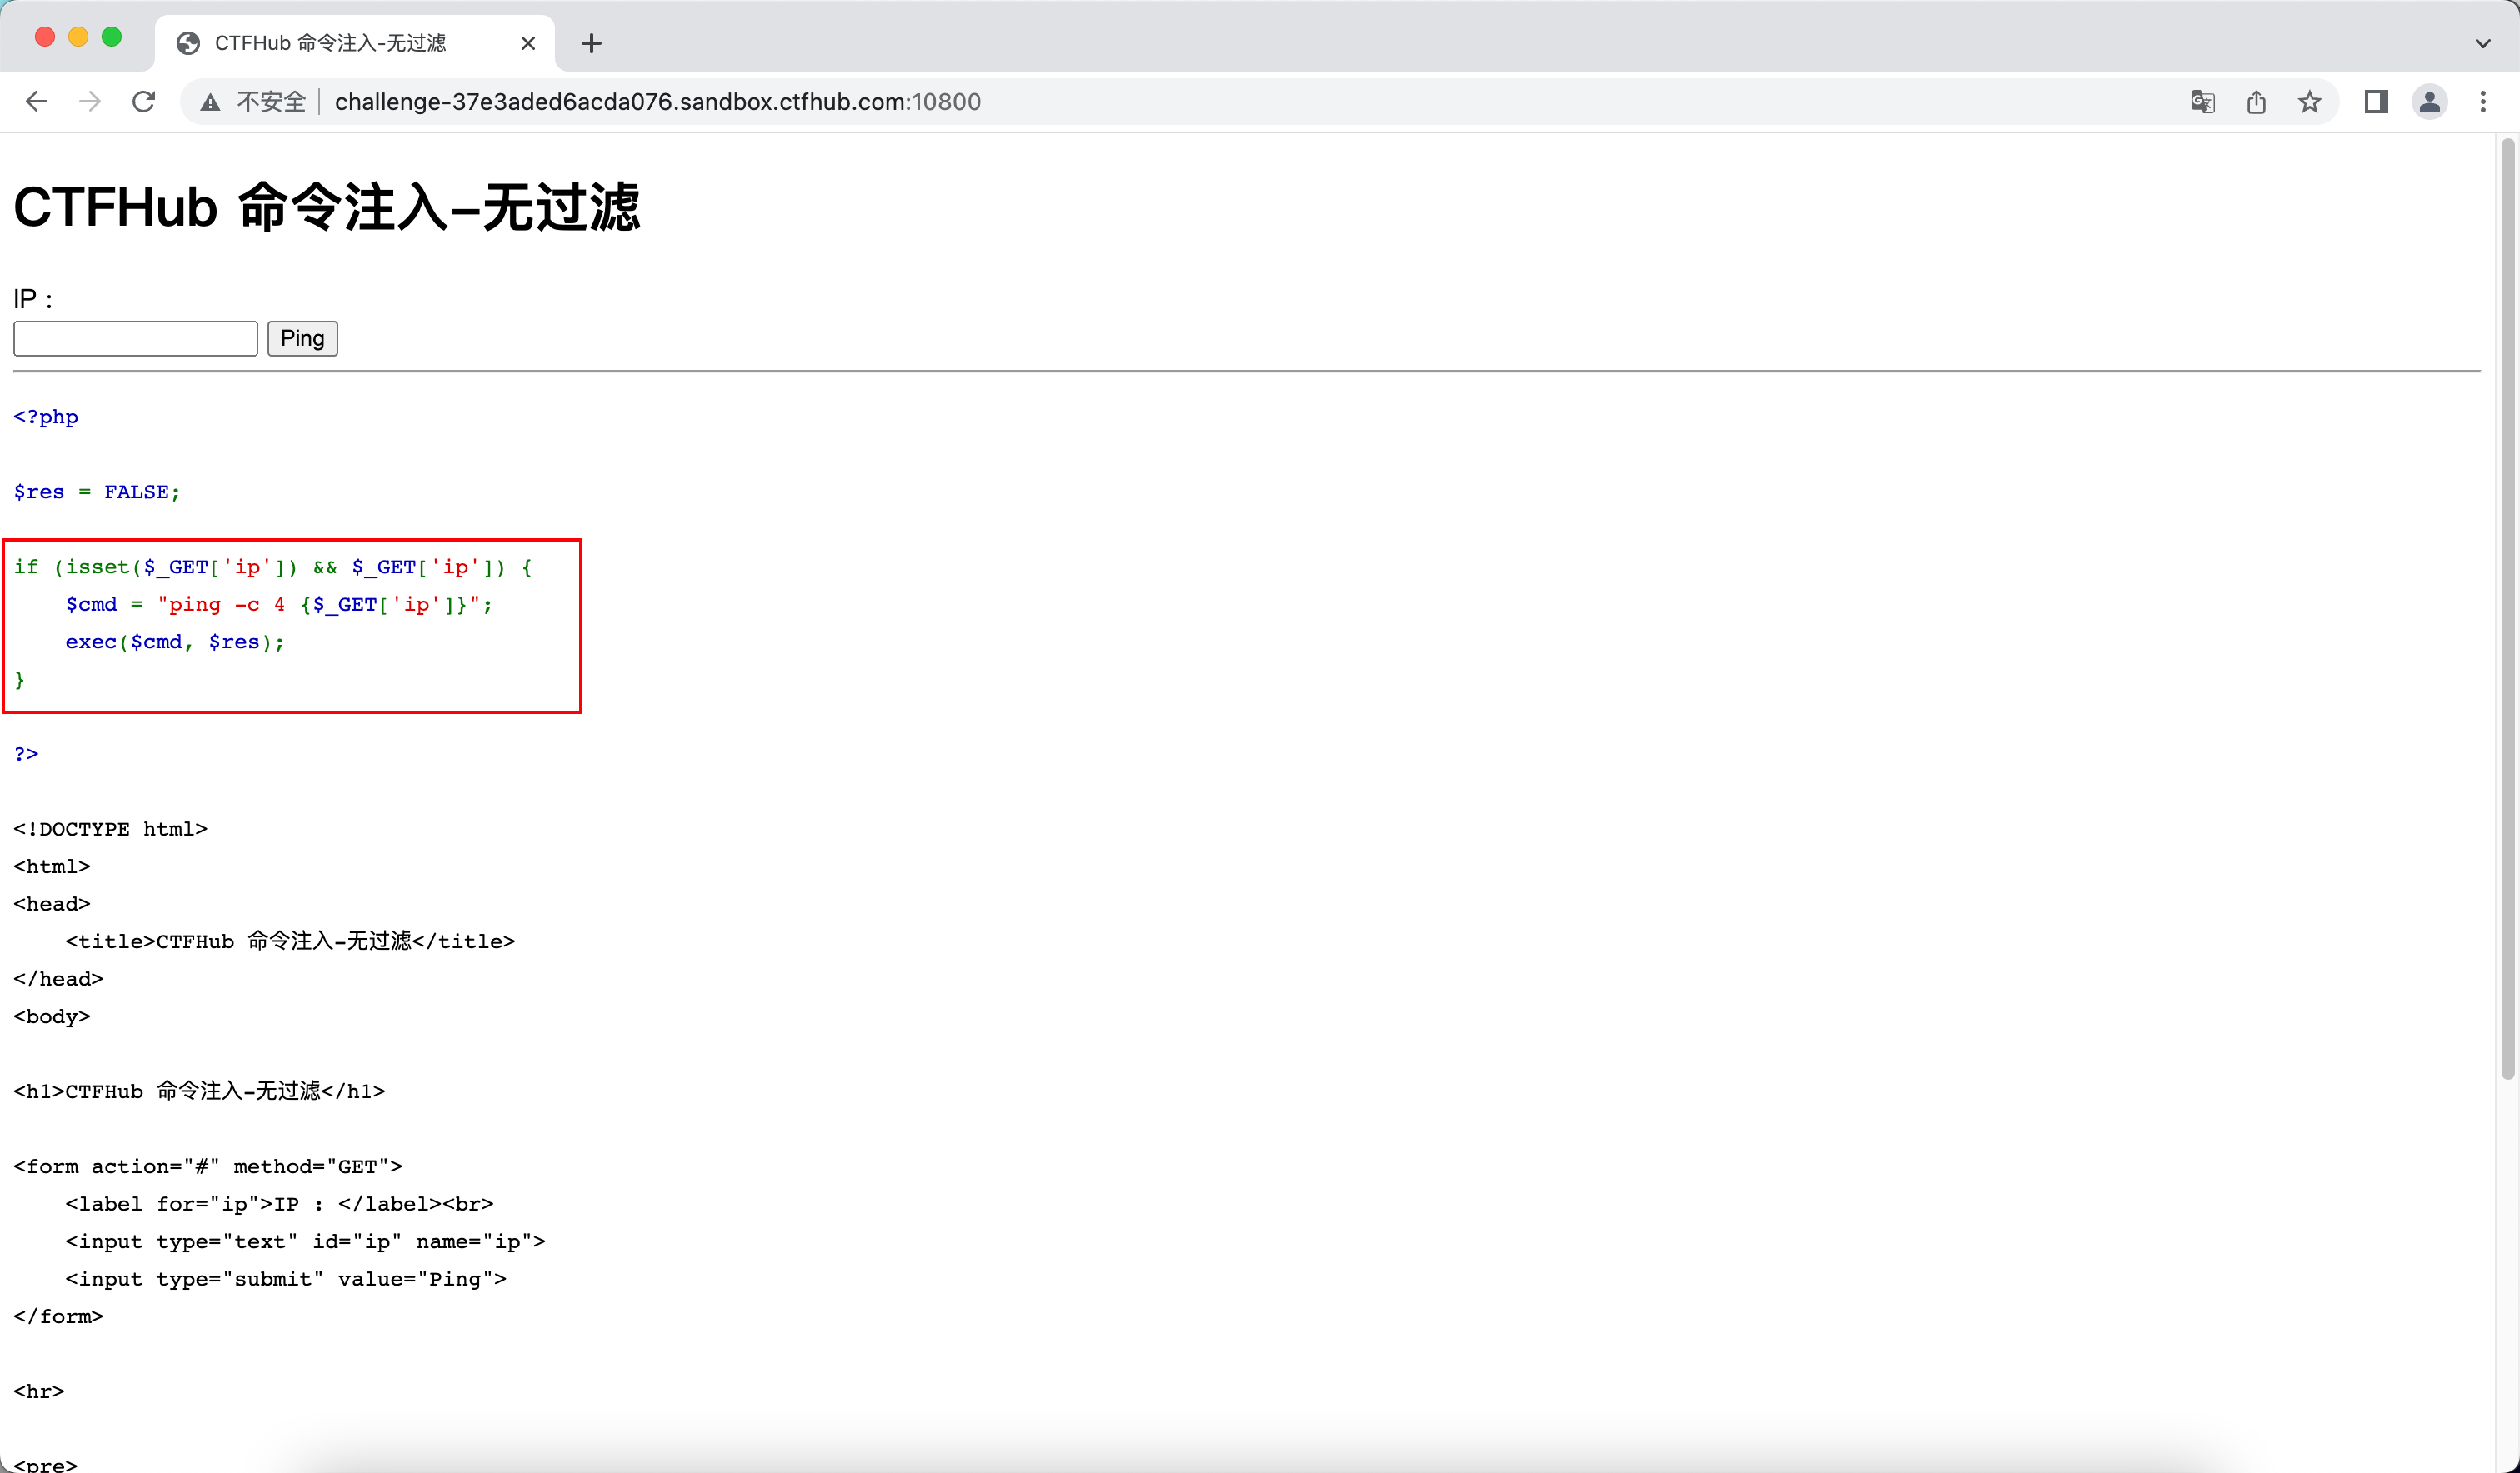 CTFHub 命令注入-无过滤
不安全 challenge-37e3aded6acda076.sandbox.ctfhub.com:10800
CTFHub 命令注入-无过滤
IP :
Ping
<?php
$res = FALSE;
if (isset($_GET['ip']) && $_GET['ip']) {
    $cmd = "ping -c 4 {$_GET['ip']}";
    exec($cmd, $res);
}
?>
<!DOCTYPE html>
<html>
<head>
    <title>CTFHub 命令注入-无过滤</title>
</head>
<body>
<h1>CTFHub 命令注入-无过滤</h1>
<form action="#" method="GET">
    <label for="ip">IP : </label><br>
    <input type="text" id="ip" name="ip">
    <input type="submit" value="Ping">
</form>
<hr>
<pre>